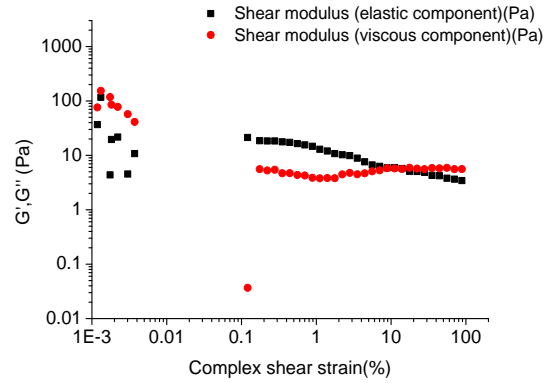 Shear modulus (elastic component)(Pa)
Shear modulus (viscous component)(Pa)
1000
100
10
1
0.1
0.01
G',G'' (Pa)
1E-3
0.01
0.1
1
10
100
Complex shear strain(%)